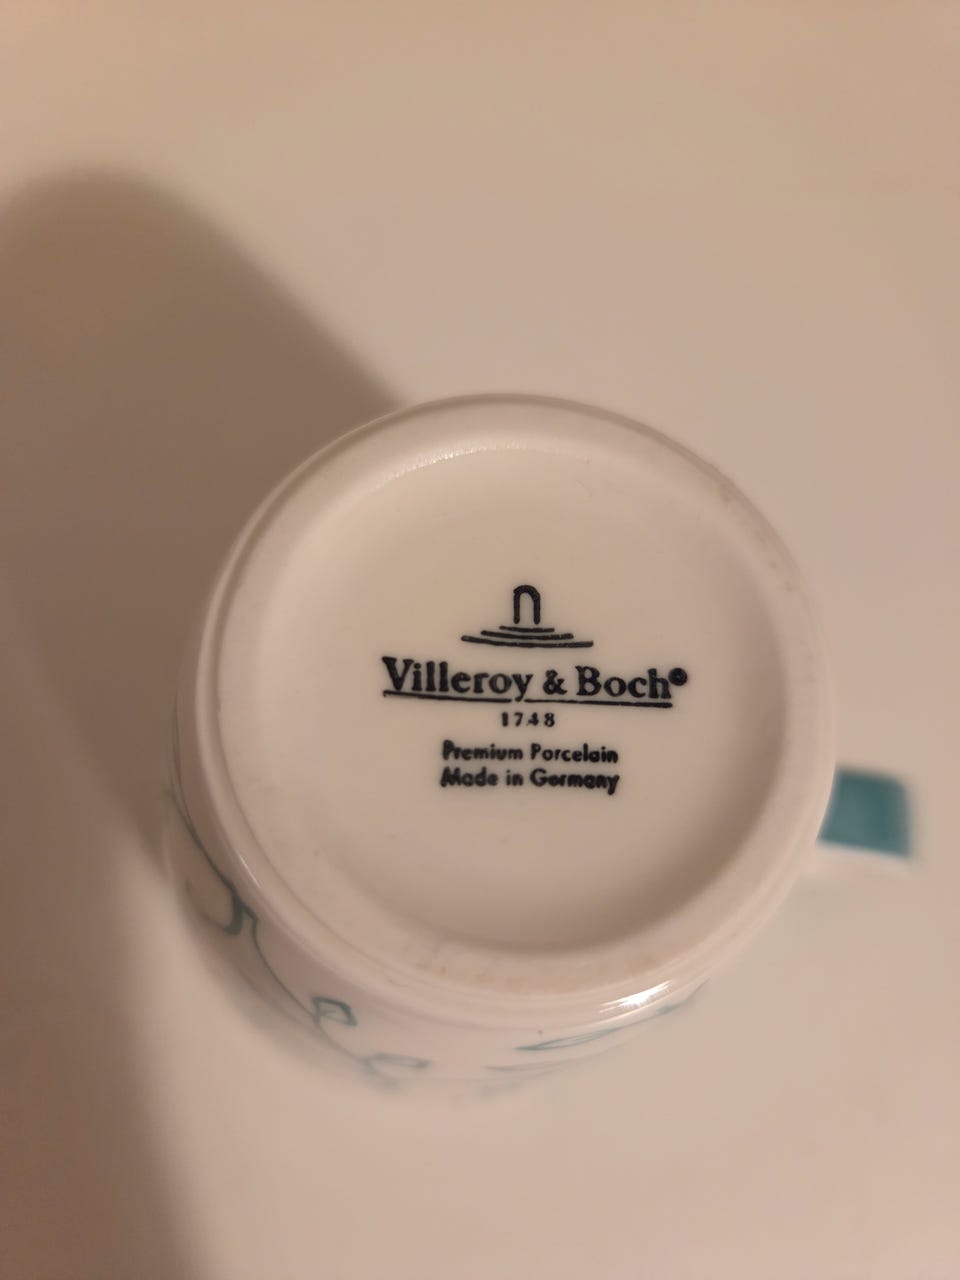 Villeroy & Boch®
1748
Premium Porcelain
Made in Germany